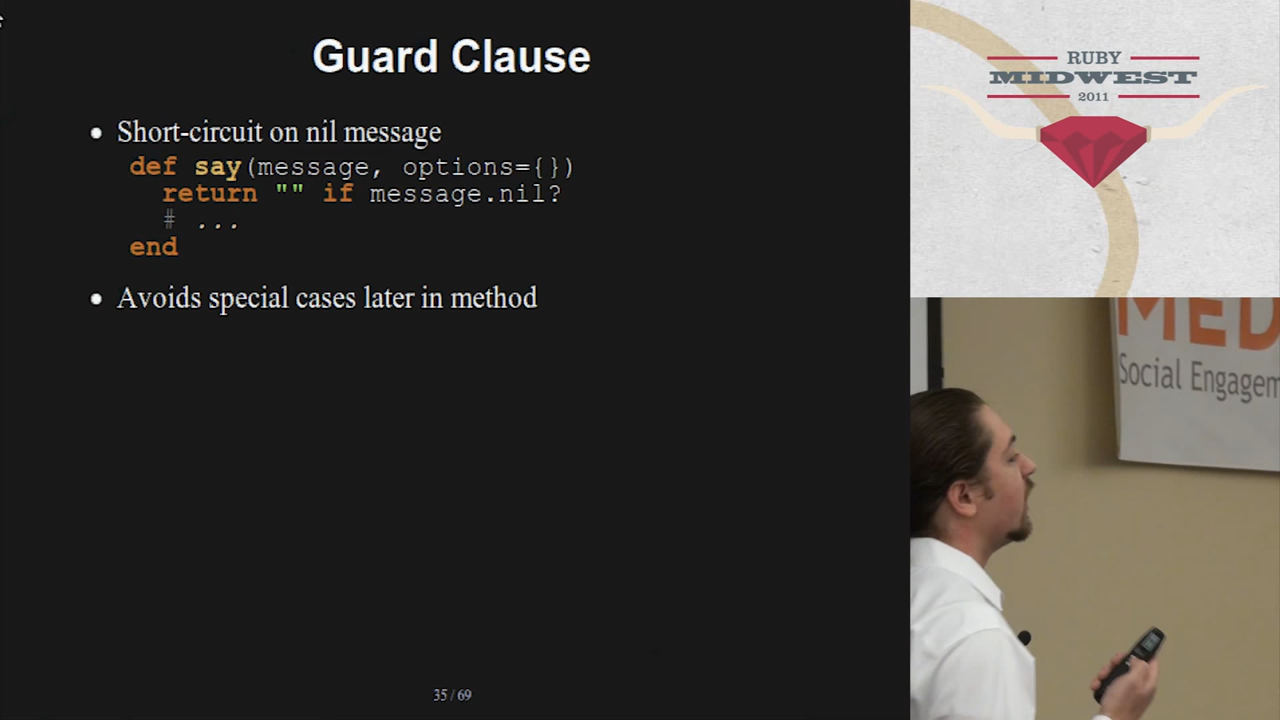 Guard Clause
• Short-circuit on nil message
def say(message, options={})
return "" if message.nil?
# ...
end
• Avoids special cases later in method
35 / 69
RUBY
MIDWEST
2011
MED
Social Engagem